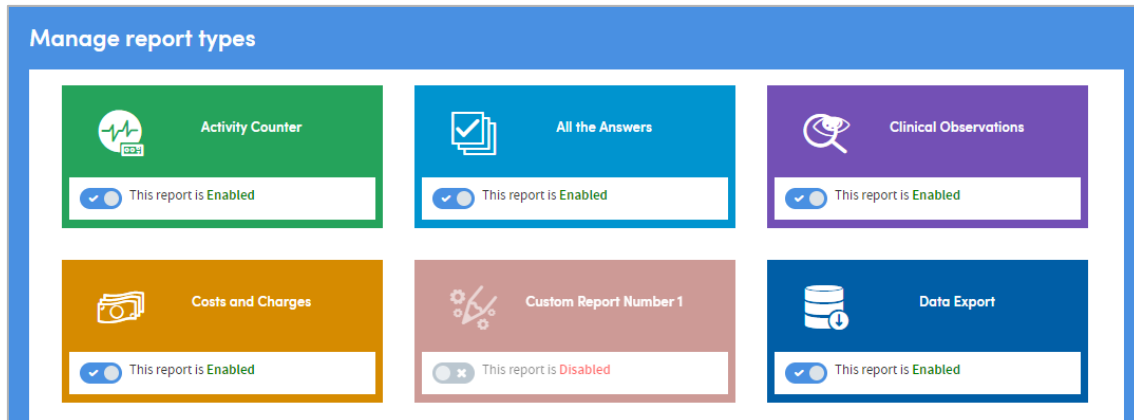 Manage report types
Activity Counter
All the Answers
Clinical Observations
This report is Enabled
This report is Enabled
This report is Enabled
Costs and Charges
Custom Report Number 1
Data Export
This report is Enabled
This report is Disabled
This report is Enabled